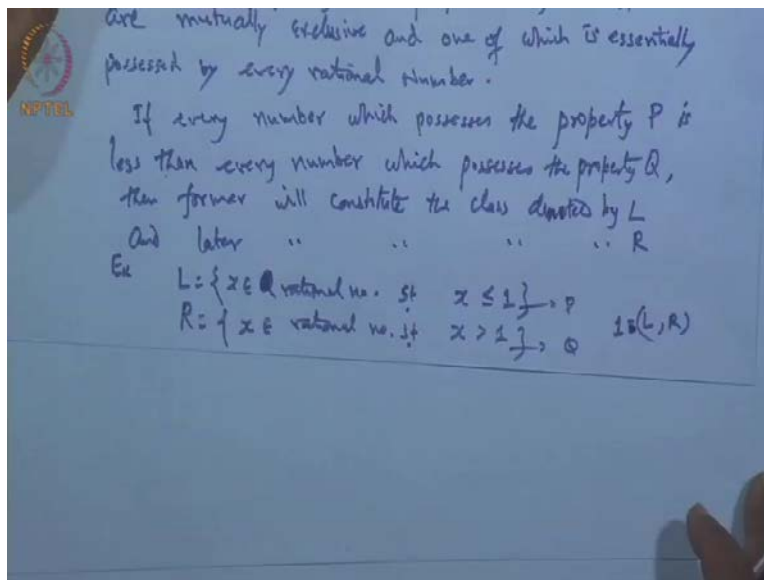 are mutually exclusive and one of which is essentially
possessed by every rational number.
NPTEL
If every number which possesses the property P is
less than every number which possesses the property Q,
then former will constitute the class denoted by L
And later " " " " R
Ex
L = { x ∈ rational no. st x ≤ 1 }, P
R = { x ∈ rational no. st x > 1 }, Q 1 = (L, R)